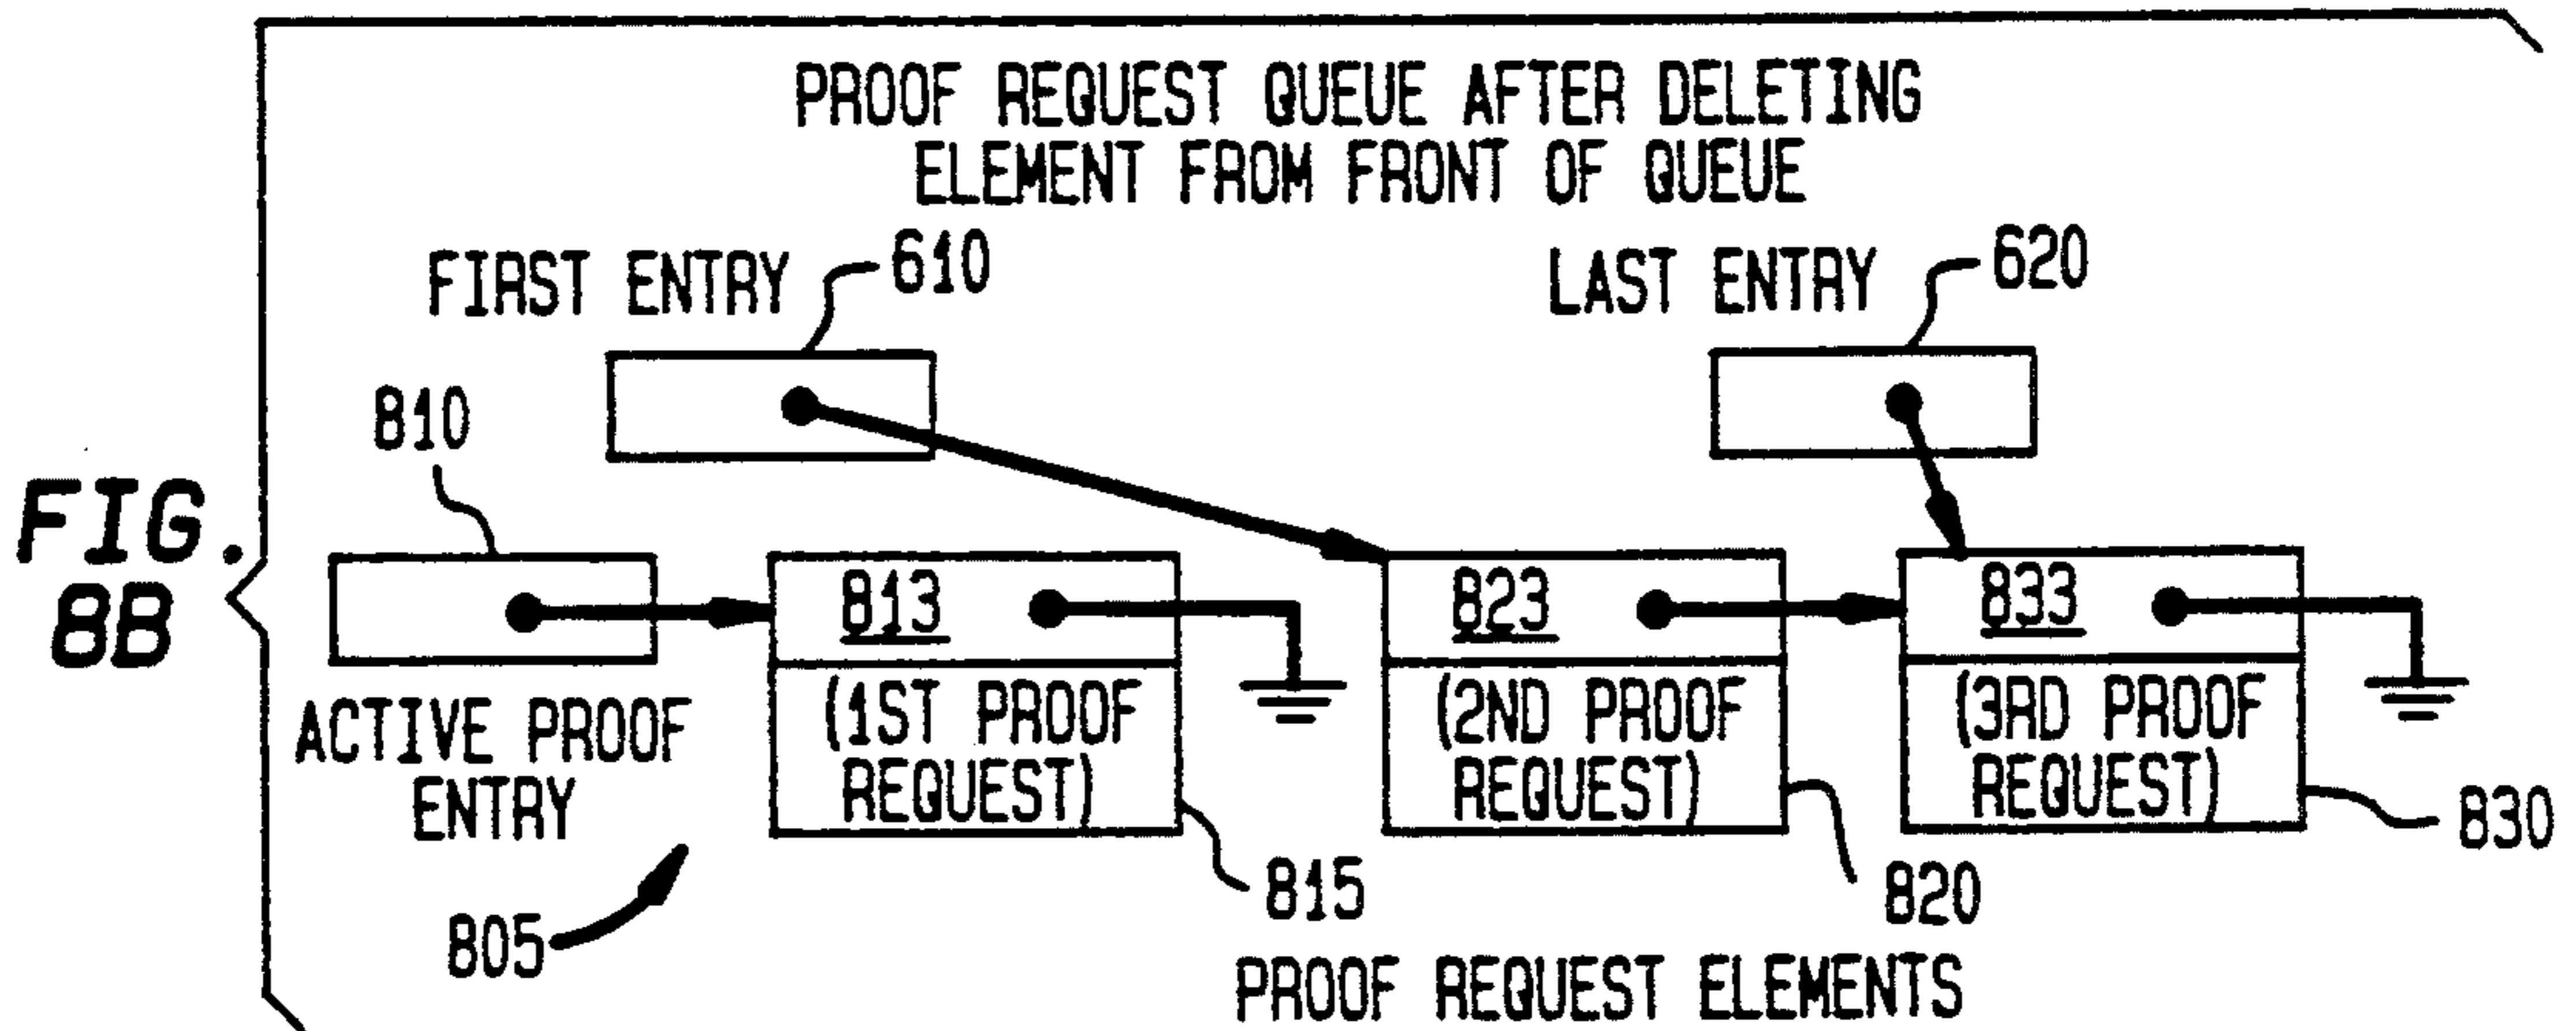 PROOF REQUEST QUEUE AFTER DELETING
ELEMENT FROM FRONT OF QUEUE
FIRST ENTRY
610
LAST ENTRY
620
810
FIG.
8B
813
823
833
ACTIVE PROOF
ENTRY
(1ST PROOF
REQUEST)
(2ND PROOF
REQUEST)
(3RD PROOF
REQUEST)
805
815
820
830
PROOF REQUEST ELEMENTS